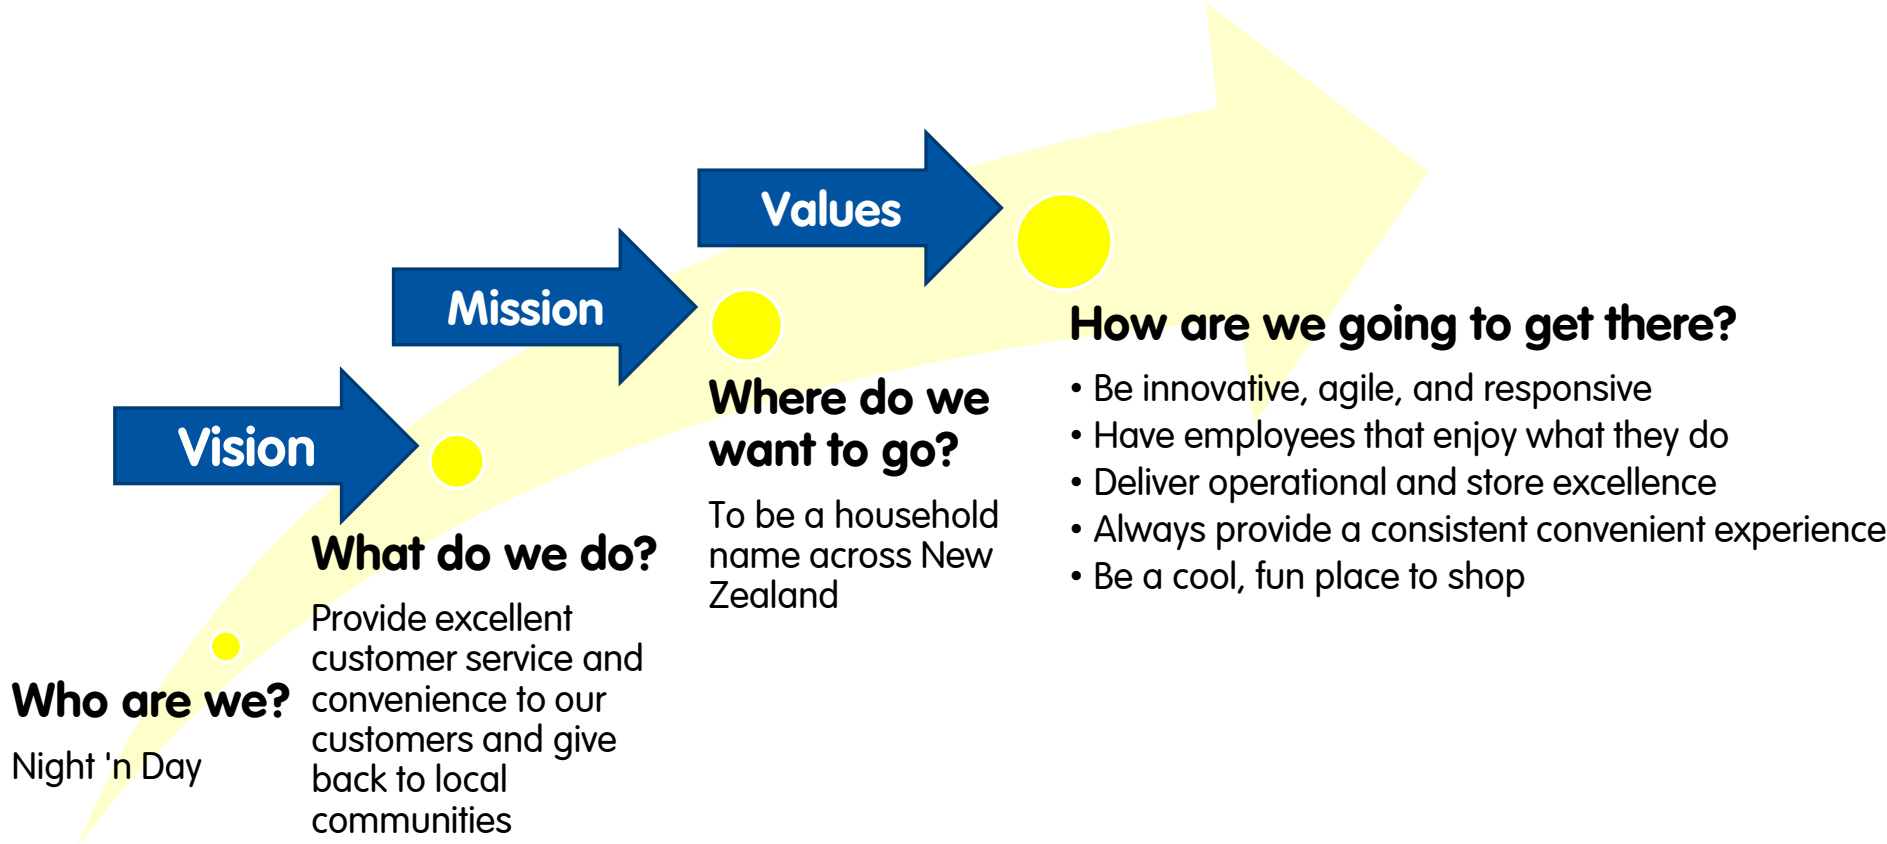 Values
Mission
Vision
Who are we?
Night 'n Day
What do we do?
Provide excellent
customer service and
convenience to our
customers and give
back to local
communities
Where do we
want to go?
To be a household
name across New
Zealand
How are we going to get there?
• Be innovative, agile, and responsive
• Have employees that enjoy what they do
• Deliver operational and store excellence
• Always provide a consistent convenient experience
• Be a cool, fun place to shop